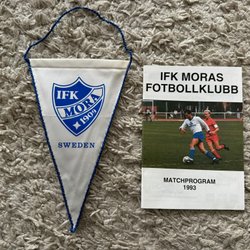 IFK
MORA
1909
SWEDEN
IFK MORAS
FOTBOLLKLUBB
MATCHPROGRAM
1993